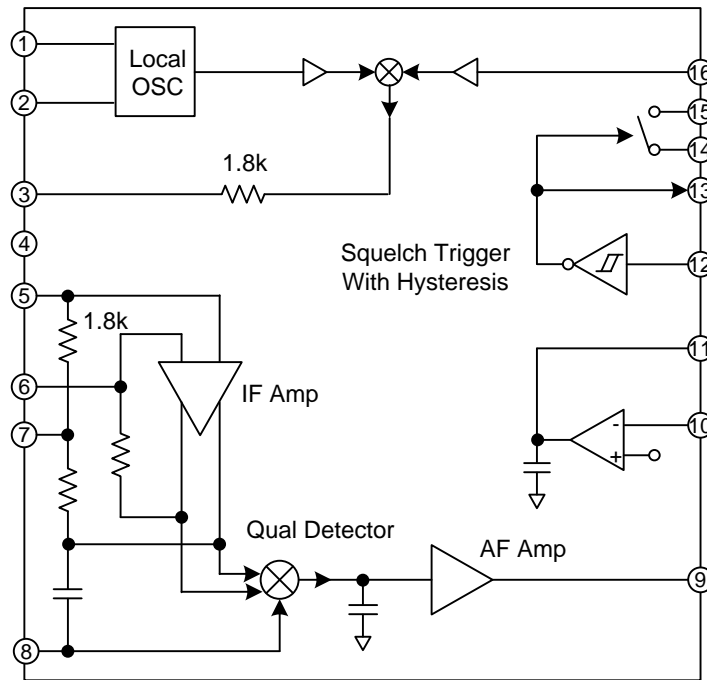 1
Local
OSC
2
16
15
14
1.8k
3
13
4
Squelch Trigger
With Hysteresis
12
5
1.8k
11
6
IF Amp
7
10
-
+
Qual Detector
AF Amp
9
8